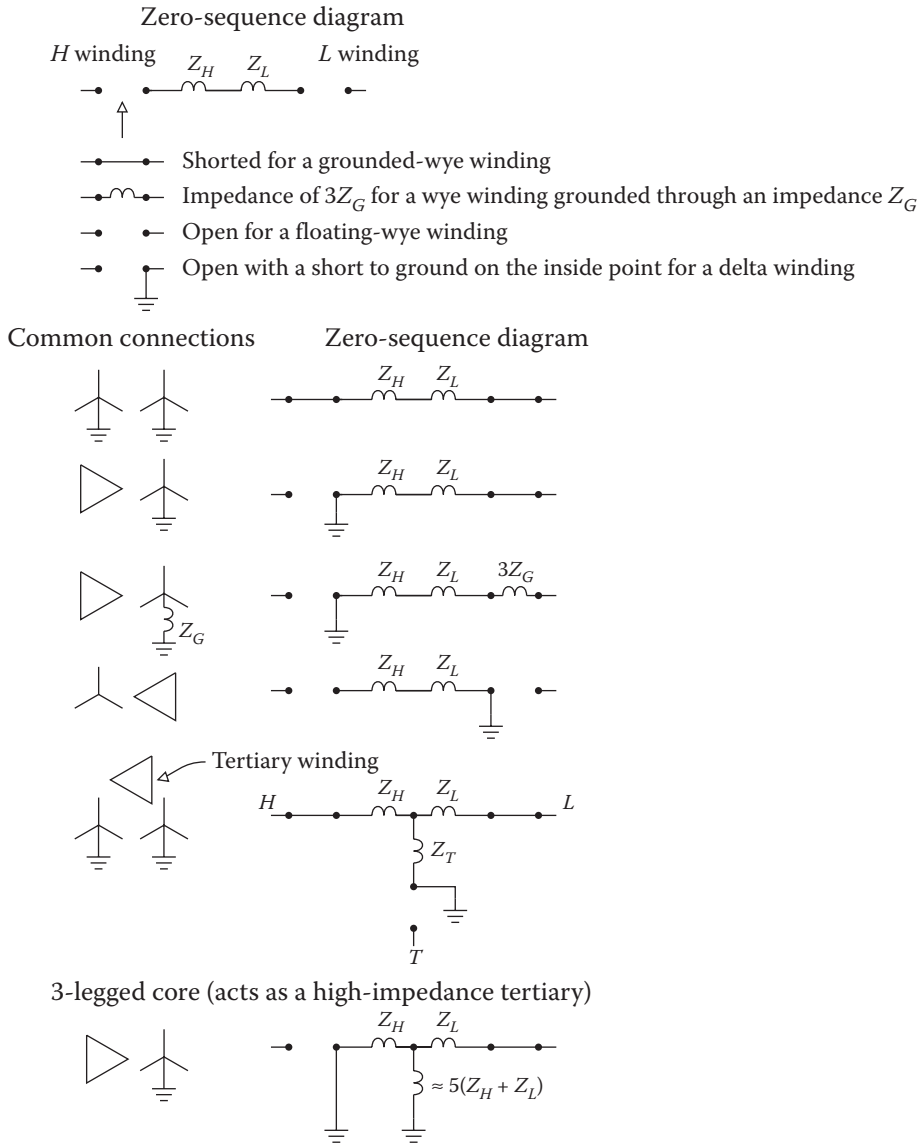 Zero-sequence diagram
H winding Z_H Z_L L winding
Shorted for a grounded-wye winding
Impedance of 3Z_G for a wye winding grounded through an impedance Z_G
Open for a floating-wye winding
Open with a short to ground on the inside point for a delta winding
Common connections Zero-sequence diagram
Z_H Z_L
Z_H Z_L
Z_H Z_L 3Z_G
Z_G
Z_H Z_L
Tertiary winding
H Z_H Z_L L
Z_T
T
3-legged core (acts as a high-impedance tertiary)
Z_H Z_L
≈ 5(Z_H + Z_L)